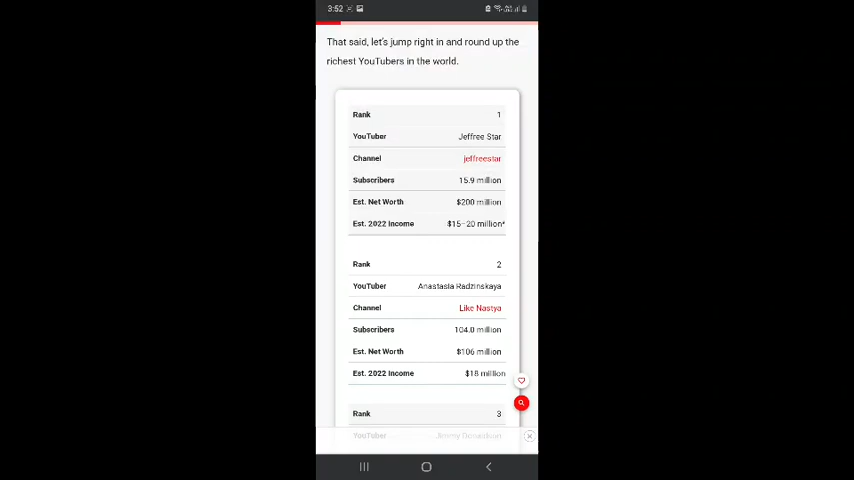 3:52
That said, let's jump right in and round up the
richest YouTubers in the world.
Rank 1
YouTuber Jeffree Star
Channel jeffreestar
Subscribers 15.9 million
Est. Net Worth $200 million
Est. 2022 Income $15–20 million*
Rank 2
YouTuber Anastasia Radzinskaya
Channel Like Nastya
Subscribers 104.0 million
Est. Net Worth $106 million
Est. 2022 Income $18 million
Rank 3
YouTuber Jimmy Donaldson